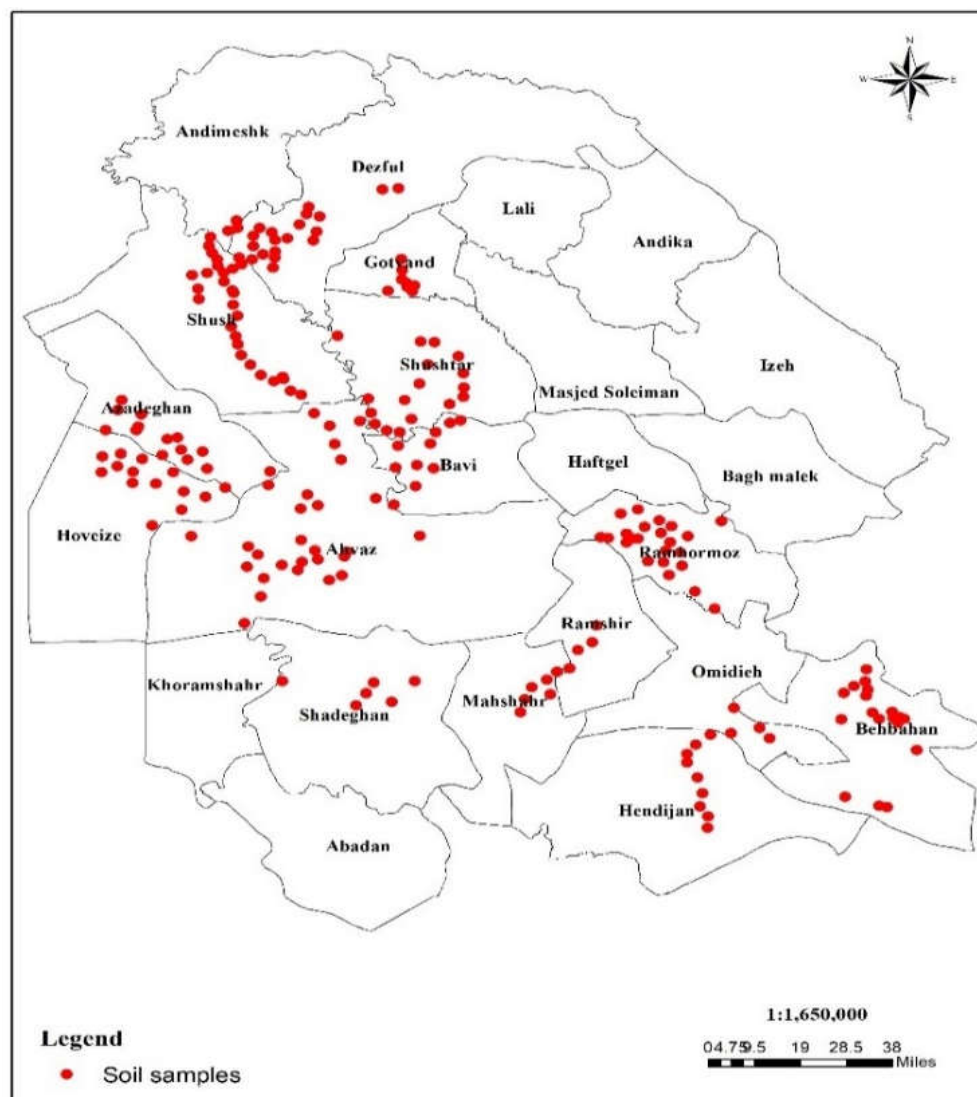 N
W E
S
Andimeshk
Dezful
Lali
Andika
Gotvand
Shush
Shushtar
Izeh
Masjed Soleiman
Azadeghan
Bavi
Haftgel
Bagh malek
Hoveize
Ahvaz
Ramhormoz
Ramshir
Khoramshahr
Omidieh
Shadeghan
Mahshahr
Behbahan
Hendijan
Abadan
1:1,650,000
Legend
0 4.75 9.5 19 28.5 38
Miles
Soil samples